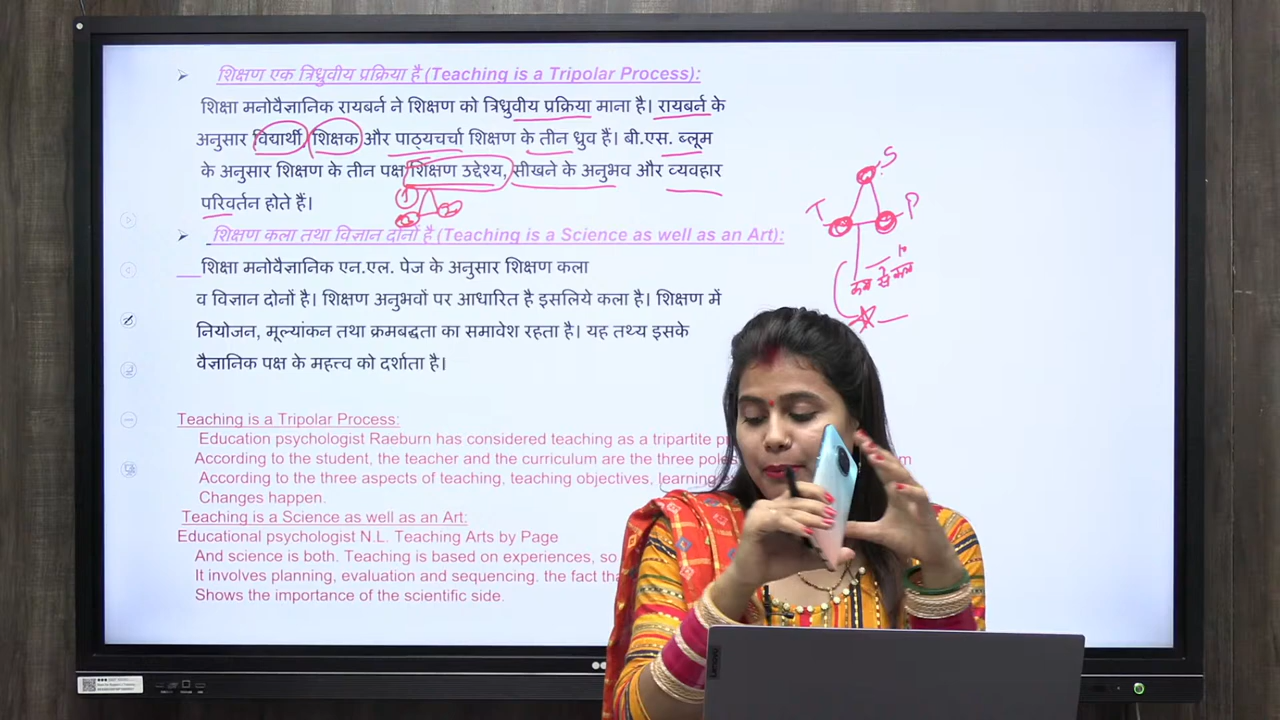 शिक्षण एक त्रिध्रुवीय प्रक्रिया है (Teaching is a Tripolar Process):
शिक्षा मनोवैज्ञानिक रायबर्न ने शिक्षण को त्रिध्रुवीय प्रक्रिया माना है। रायबर्न के
अनुसार विद्यार्थी, शिक्षक और पाठ्यचर्चा शिक्षण के तीन ध्रुव हैं। बी.एस. ब्लूम
के अनुसार शिक्षण के तीन पक्ष शिक्षण उद्देश्य, सीखने के अनुभव और व्यवहार
परिवर्तन होते हैं।
S
T P
शिक्षण कला तथा विज्ञान दोनों है (Teaching is a Science as well as an Art):
शिक्षा मनोवैज्ञानिक एन.एल. पेज के अनुसार शिक्षण कला
व विज्ञान दोनों है। शिक्षण अनुभवों पर आधारित है इसलिये कला है। शिक्षण में
नियोजन, मूल्यांकन तथा क्रमबद्धता का समावेश रहता है। यह तथ्य इसके
वैज्ञानिक पक्ष के महत्त्व को दर्शाता है।
Teaching is a Tripolar Process:
Education psychologist Raeburn has considered teaching as a tripartite
According to the student, the teacher and the curriculum are the three poles
According to the three aspects of teaching, teaching objectives, learning
Changes happen.
Teaching is a Science as well as an Art:
Educational psychologist N.L. Teaching Arts by Page
And science is both. Teaching is based on experiences, so
It involves planning, evaluation and sequencing. the fact
Shows the importance of the scientific side.
Lenovo